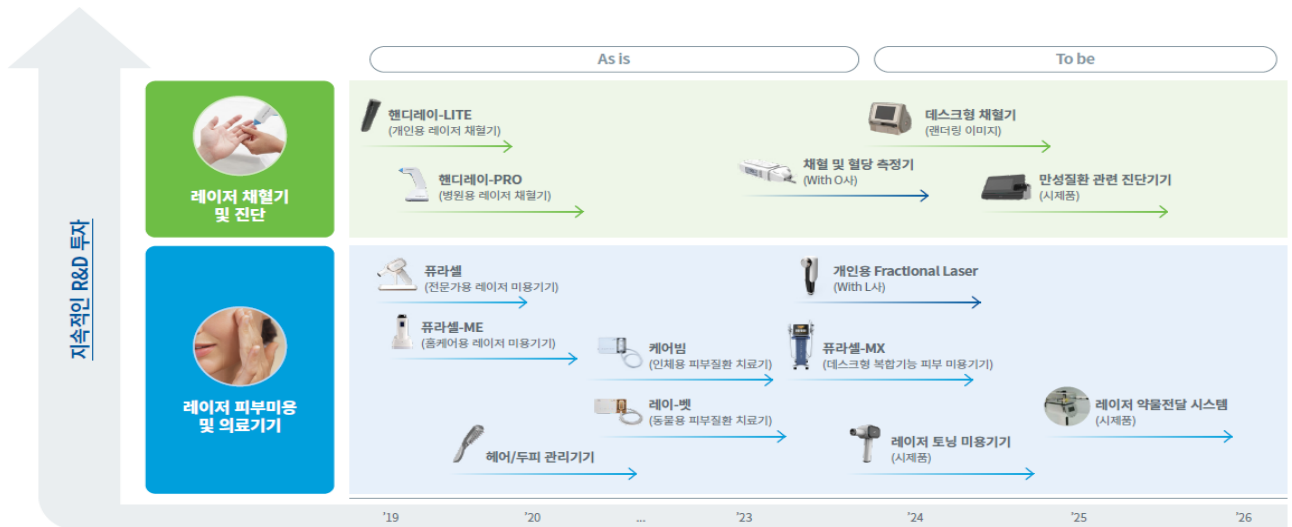 As is
To be
지속적인 R&D 투자
레이저 채혈기
및 진단
핸디레이-LITE
(개인용 레이저 채혈기)
핸디레이-PRO
(병원용 레이저 채혈기)
데스크형 채혈기
(랜더링 이미지)
채혈 및 혈당 측정기
(With O사)
만성질환 관련 진단기기
(시제품)
레이저 피부미용
및 의료기기
퓨라셀
(전문가용 레이저 미용기기)
개인용 Fractional Laser
(With L사)
퓨라셀-ME
(홈케어용 레이저 미용기기)
케어빔
(인체용 피부질환 치료기)
퓨라셀-MX
(데스크형 복합기능 피부 미용기기)
레이-벳
(동물용 피부질환 치료기)
레이저 약물전달 시스템
(시제품)
헤어/두피 관리기기
레이저 토닝 미용기기
(시제품)
'19 '20 ... '23 '24 '25 '26